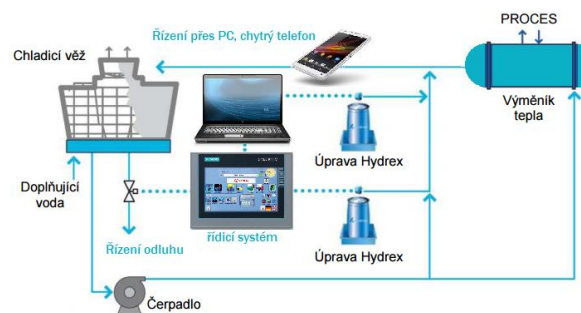 PROCES
Řízení přes PC, chytrý telefon
Chladicí věž
Výměník
tepla
Úprava Hydrex
Doplňující
voda
řídicí systém
Řízení odluhu
Úprava Hydrex
Čerpadlo